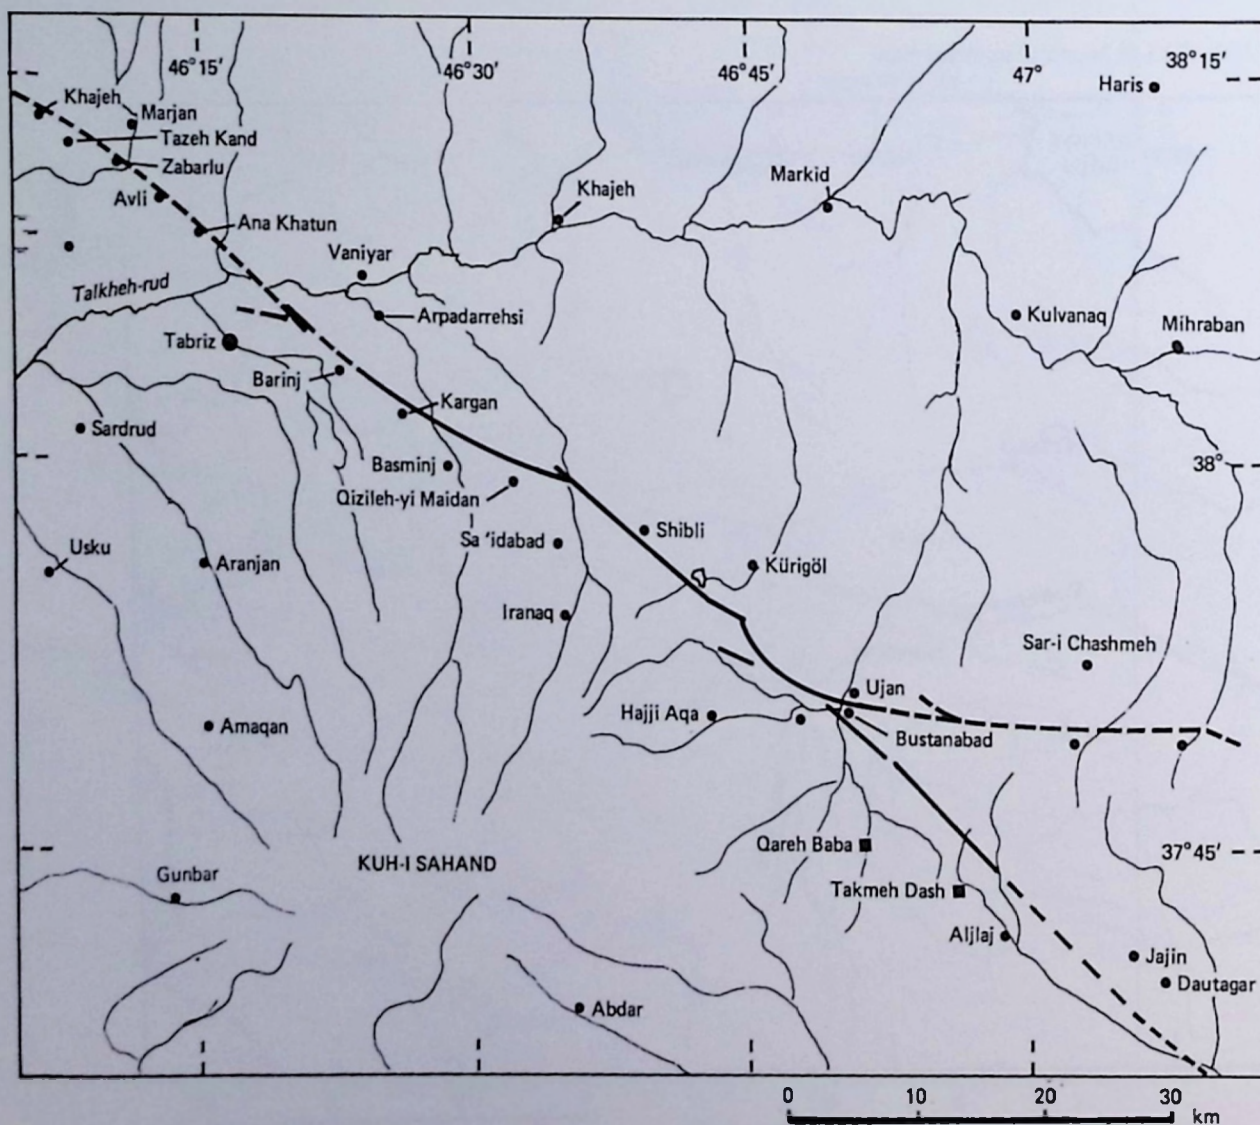 46°15′
46°30′
46°45′
47°
38°15′
Haris
Khajeh
Marjan
Tazeh Kand
Zabarlu
Avli
Ana Khatun
Vaniyar
Khajeh
Markid
Talkheh-rud
Arpadarrehsi
Kulvanaq
Mihraban
Tabriz
Barinj
Kargan
Sardrud
Basminj
38°
Qizileh-yi Maidan
Shibli
Sa ‘idabad
Usku
Aranjan
Kürigöl
Iranaq
Sar-i Chashmeh
Ujan
Hajji Aqa
Amaqan
Bustanabad
Qareh Baba
37°45′
KUH-I SAHAND
Gunbar
Takmeh Dash
Aljlaj
Jajin
Dautagar
Abdar
0 10 20 30
km